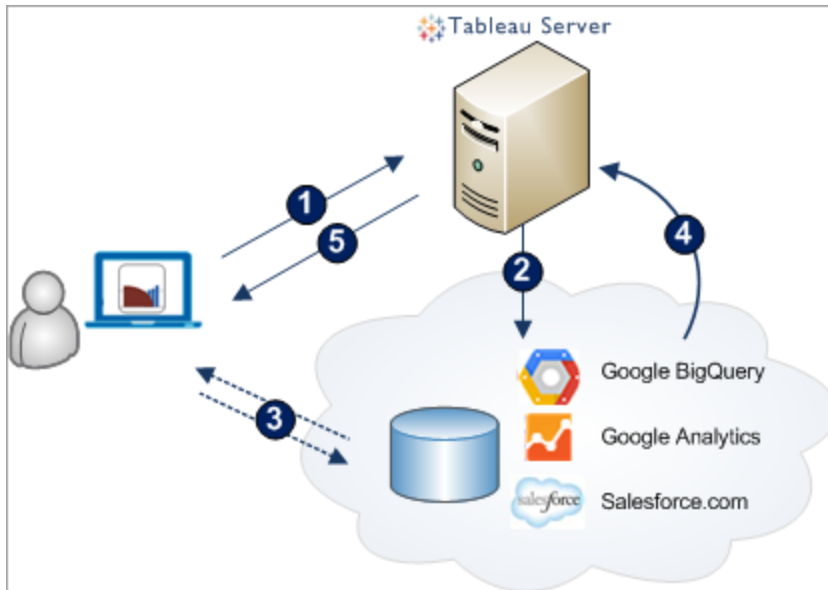 Tableau Server
1
5
2
4
3
Google BigQuery
Google Analytics
salesforce
Salesforce.com